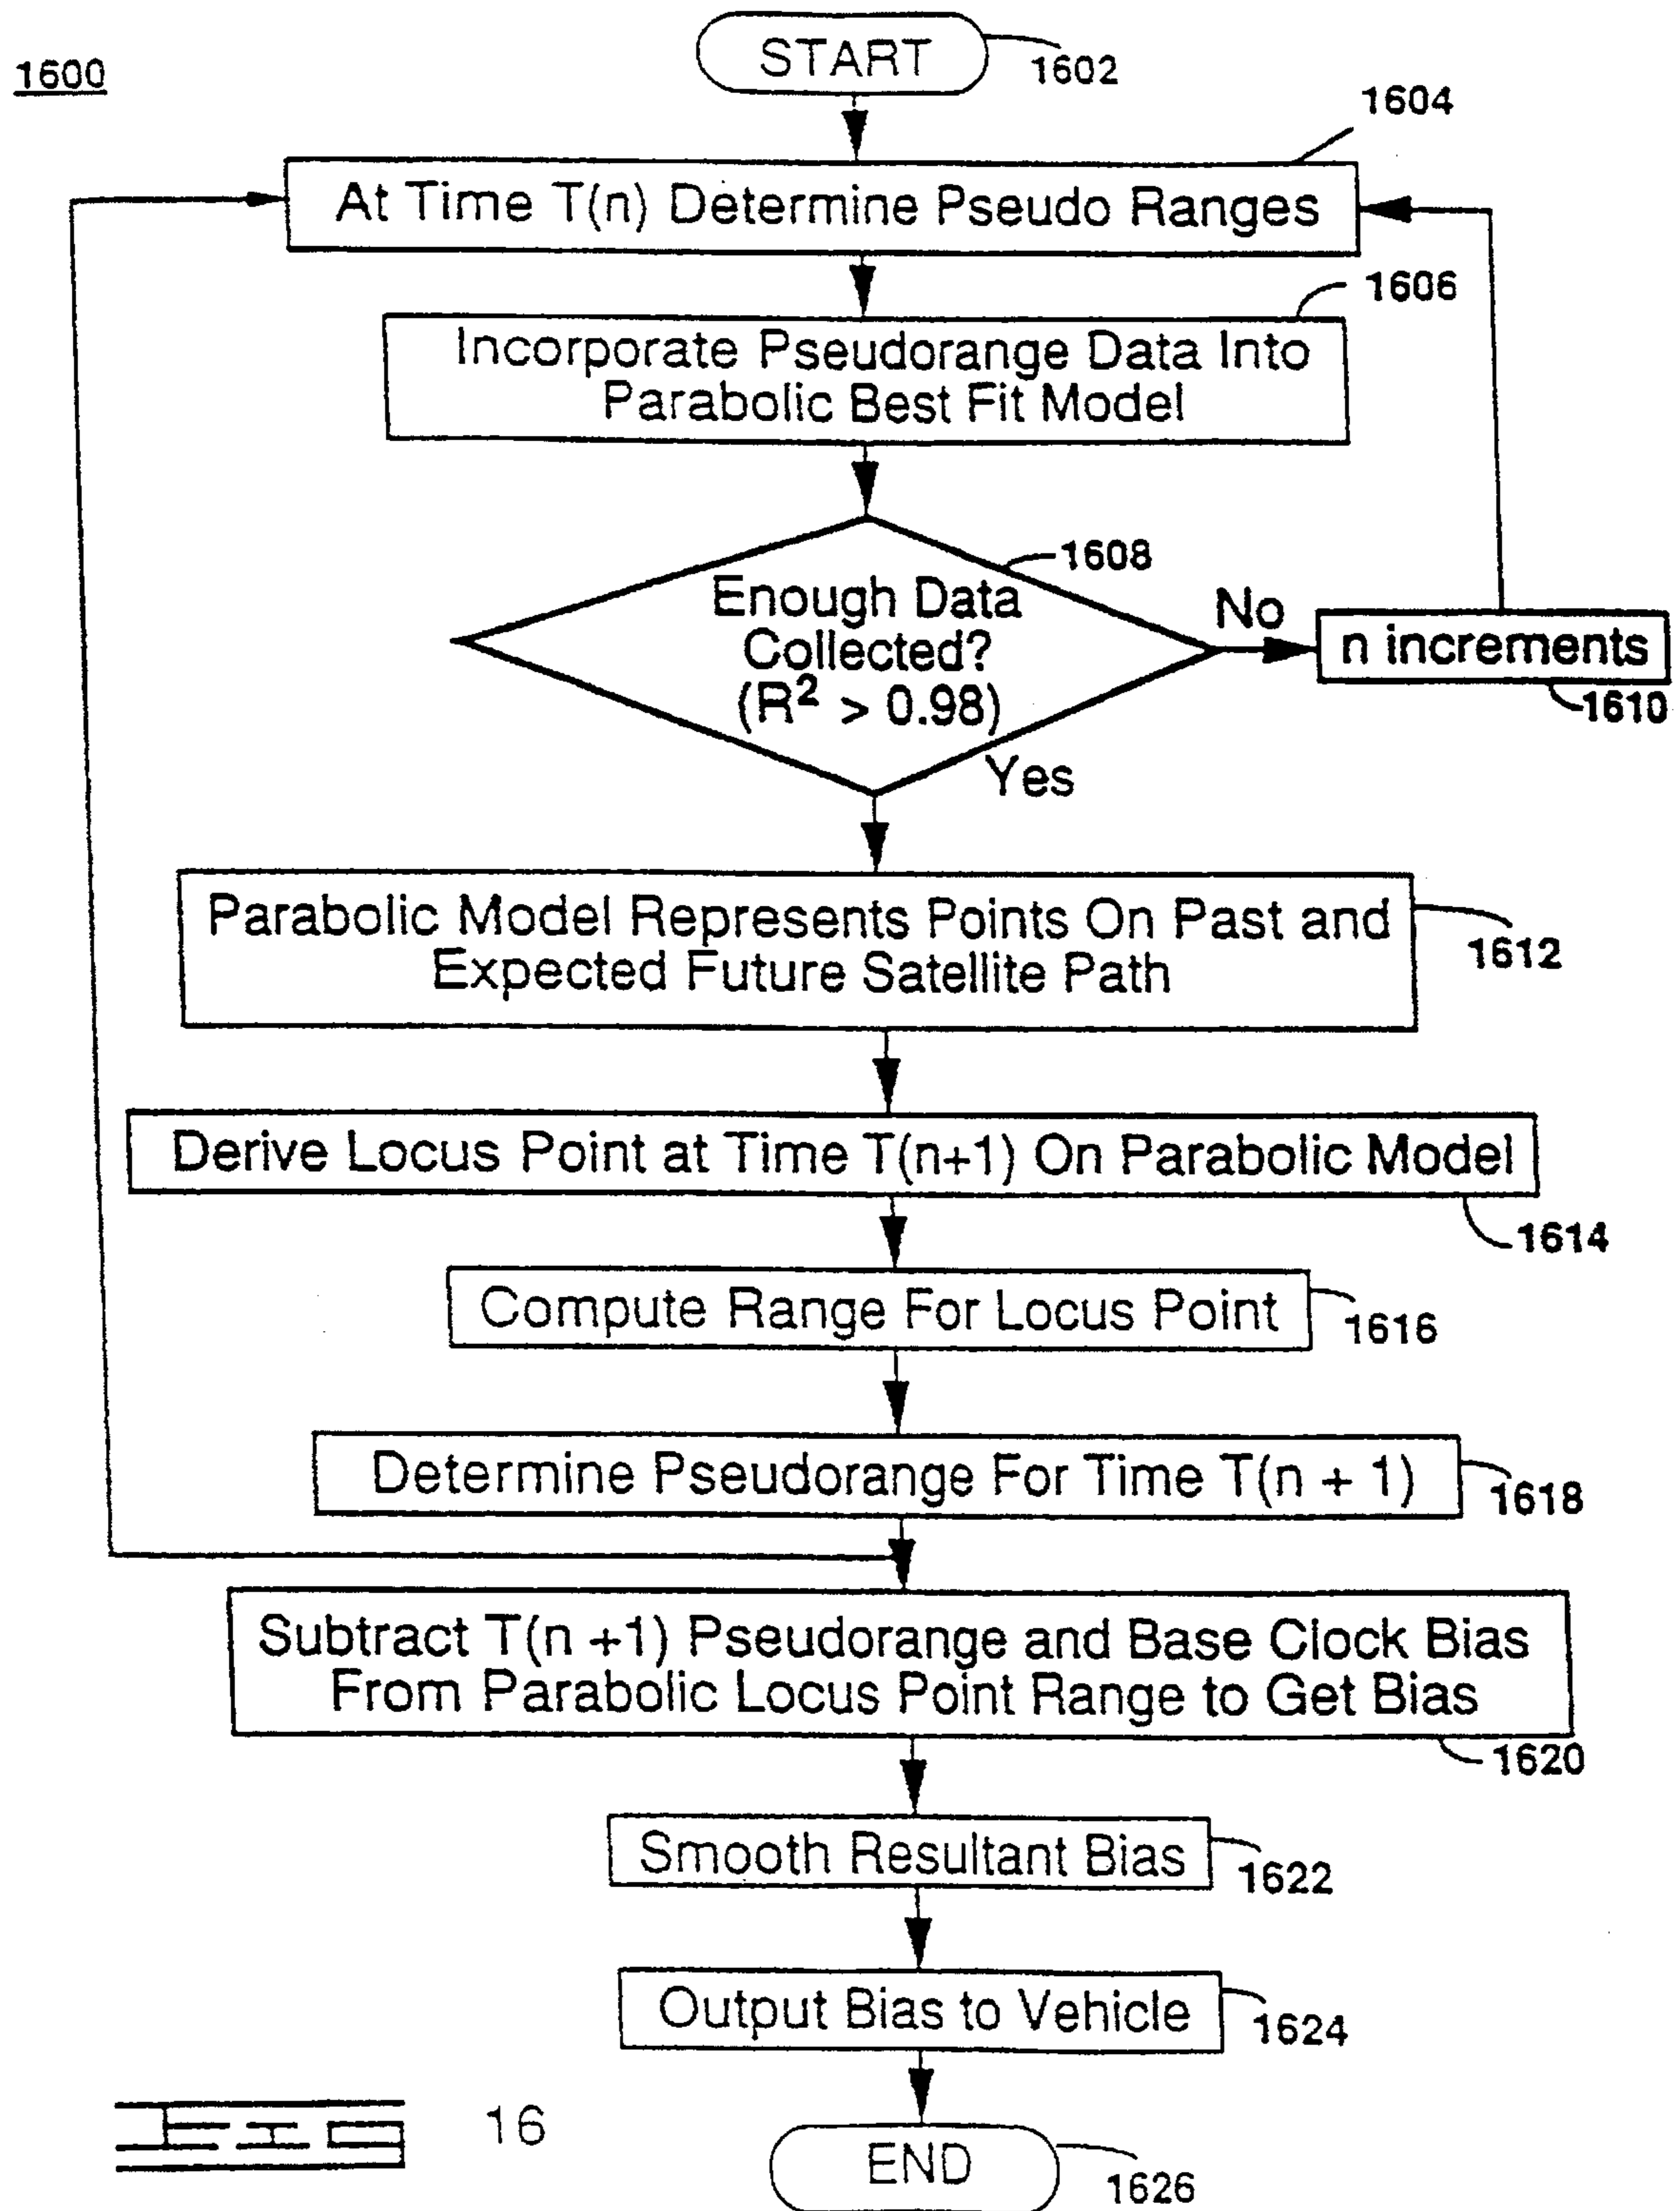 1600
START
1602
1604
At Time T(n) Determine Pseudo Ranges
1606
Incorporate Pseudorange Data Into
Parabolic Best Fit Model
1608
Enough Data
Collected?
(R² > 0.98)
No
n increments
1610
Yes
Parabolic Model Represents Points On Past and
Expected Future Satellite Path
1612
Derive Locus Point at Time T(n+1) On Parabolic Model
1614
Compute Range For Locus Point
1616
Determine Pseudorange For Time T(n + 1)
1618
Subtract T(n +1) Pseudorange and Base Clock Bias
From Parabolic Locus Point Range to Get Bias
1620
Smooth Resultant Bias
1622
Output Bias to Vehicle
1624
FIG 16
END
1626